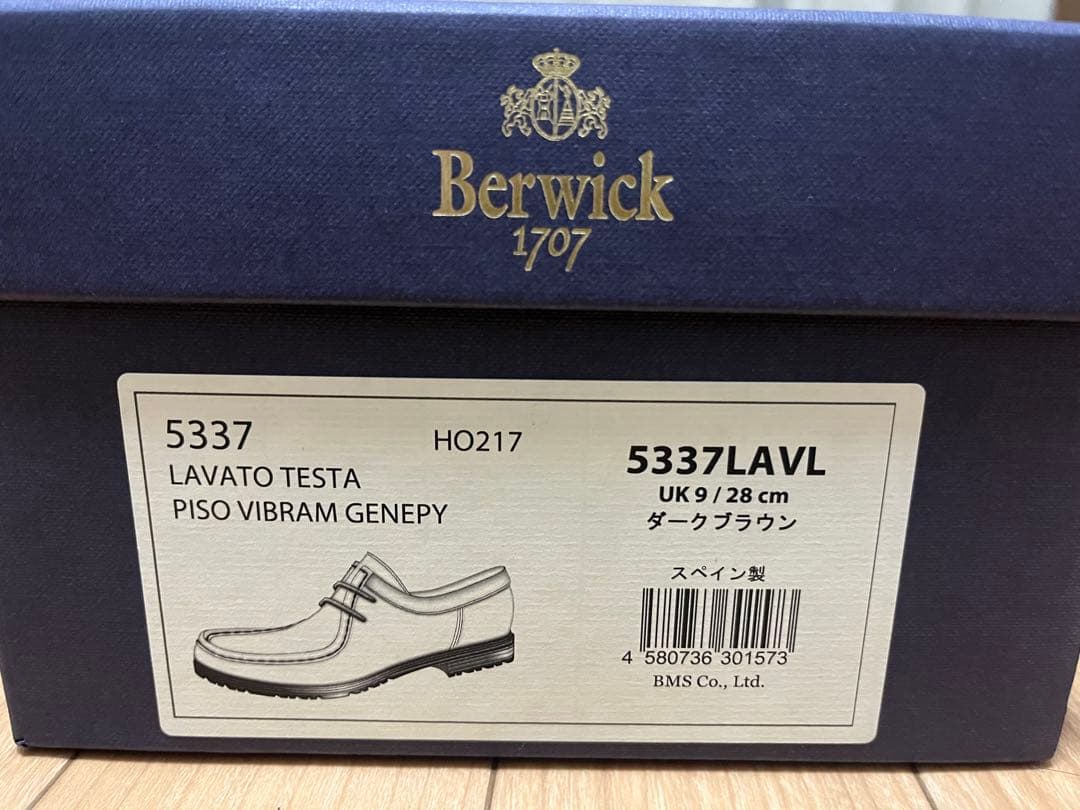 Berwick
1707
5337
HO217
LAVATO TESTA
PISO VIBRAM GENEPY
5337LAVL
UK 9 / 28 cm
ダークブラウン
スペイン製
4 580736 301573
BMS Co., Ltd.